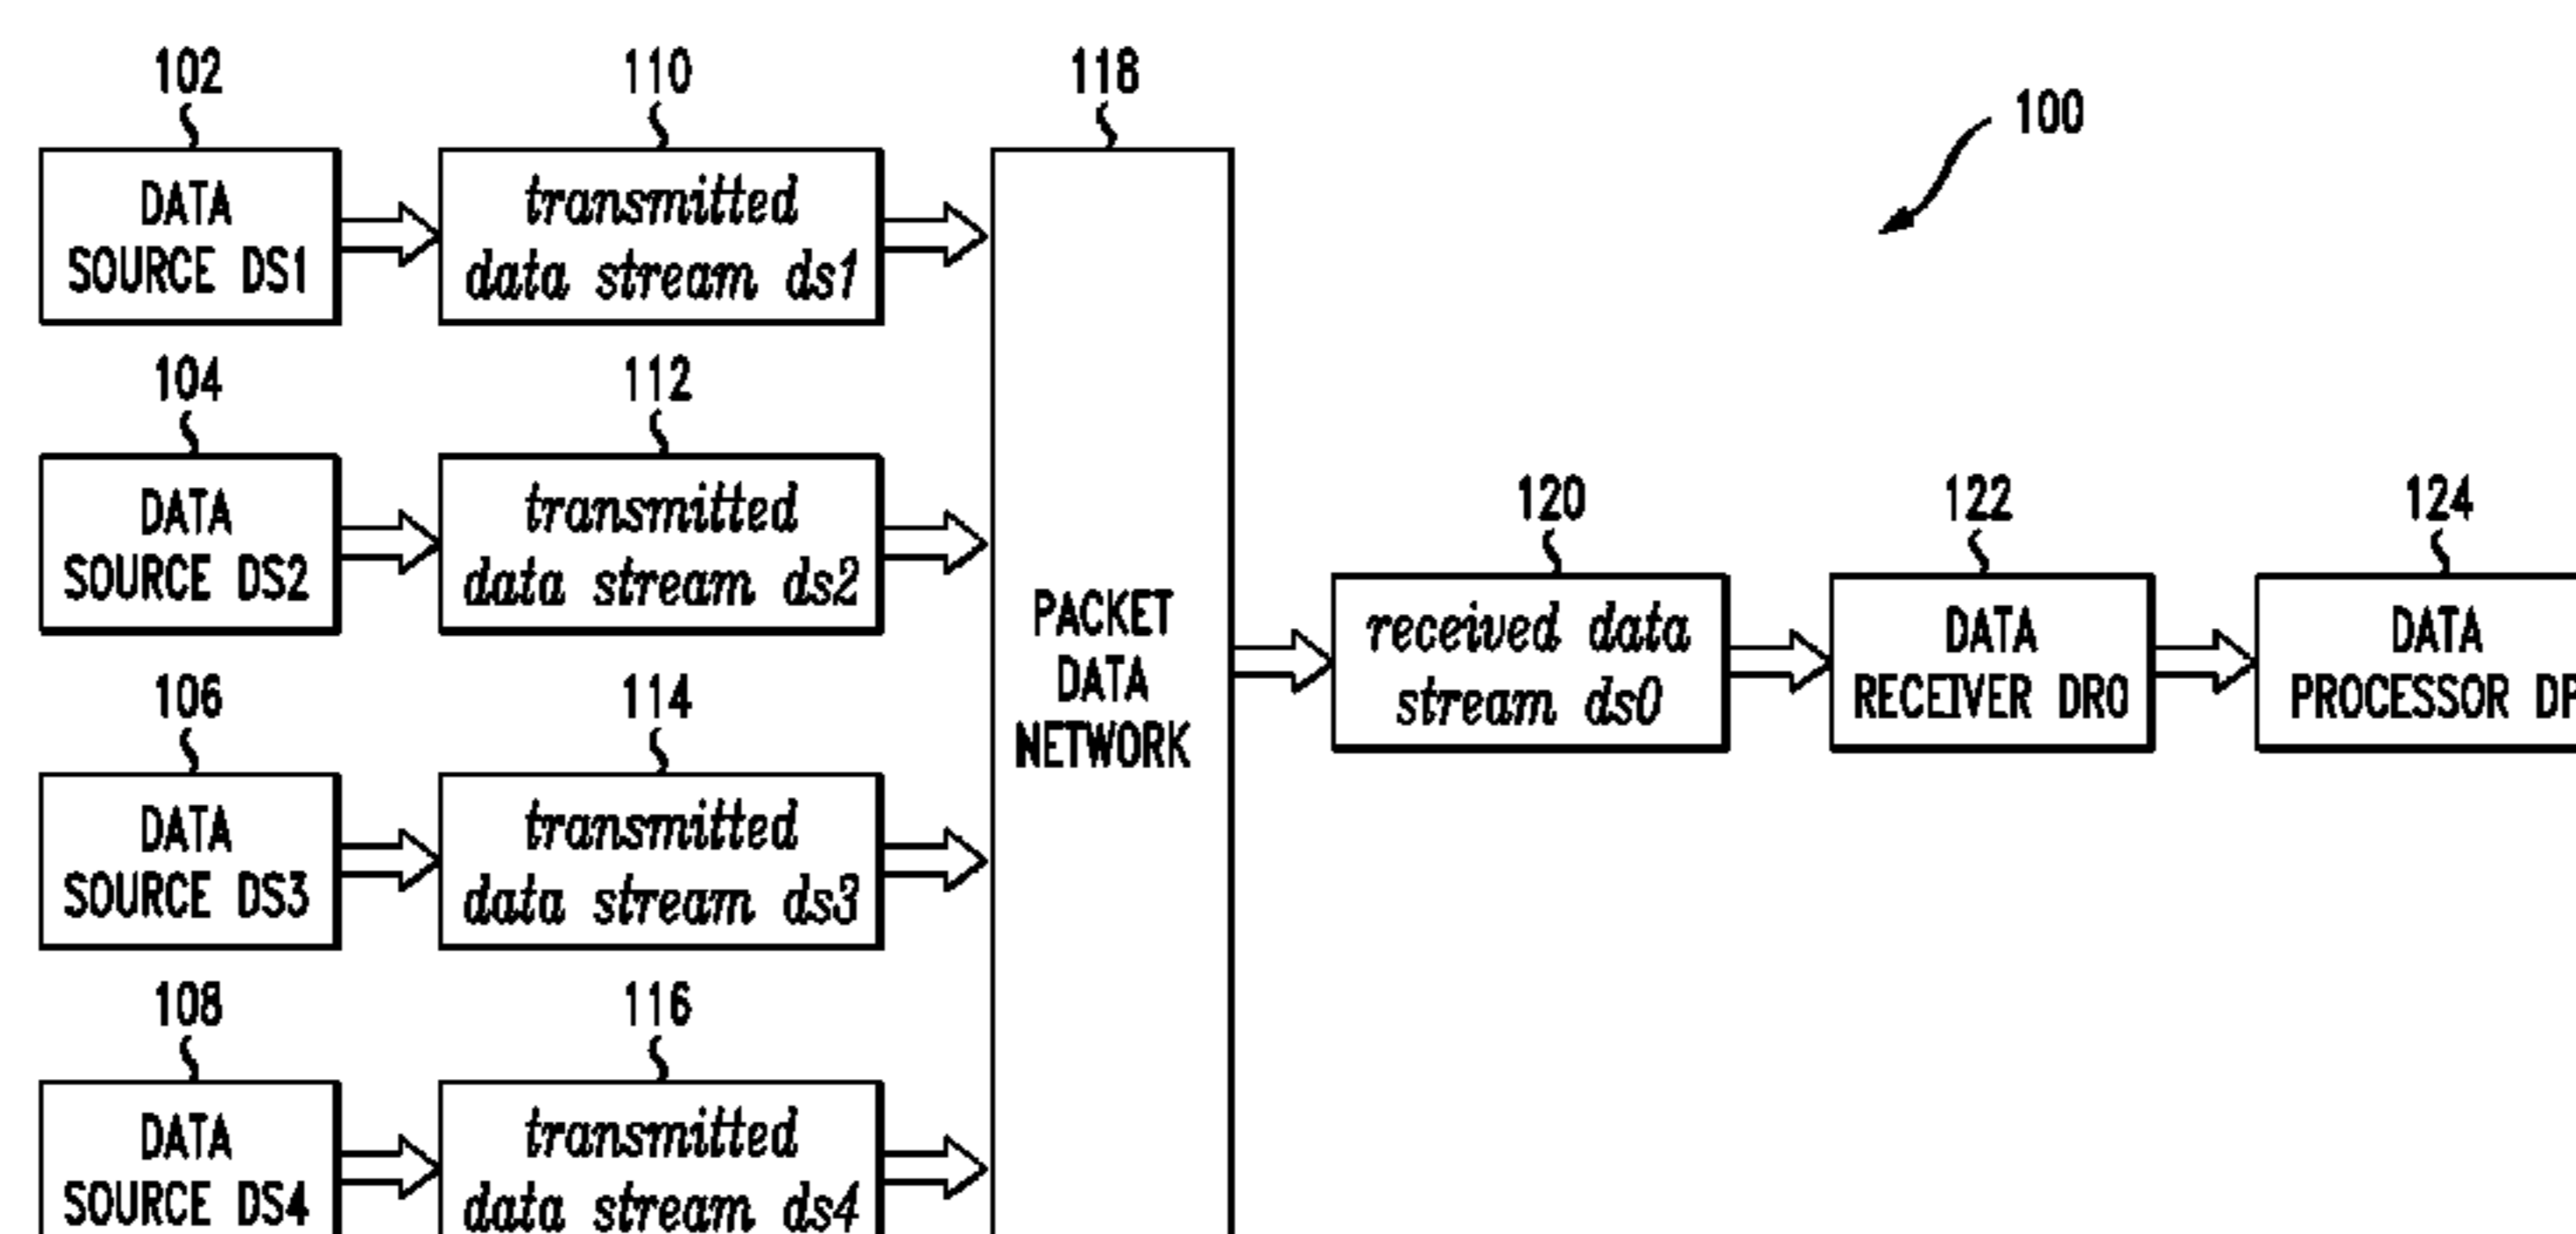 102
110
118
100
DATA
SOURCE DS1
transmitted
data stream ds1
104
112
DATA
SOURCE DS2
transmitted
data stream ds2
106
114
DATA
SOURCE DS3
transmitted
data stream ds3
108
116
DATA
SOURCE DS4
transmitted
data stream ds4
PACKET
DATA
NETWORK
120
122
124
received data
stream ds0
DATA
RECEIVER DR0
DATA
PROCESSOR